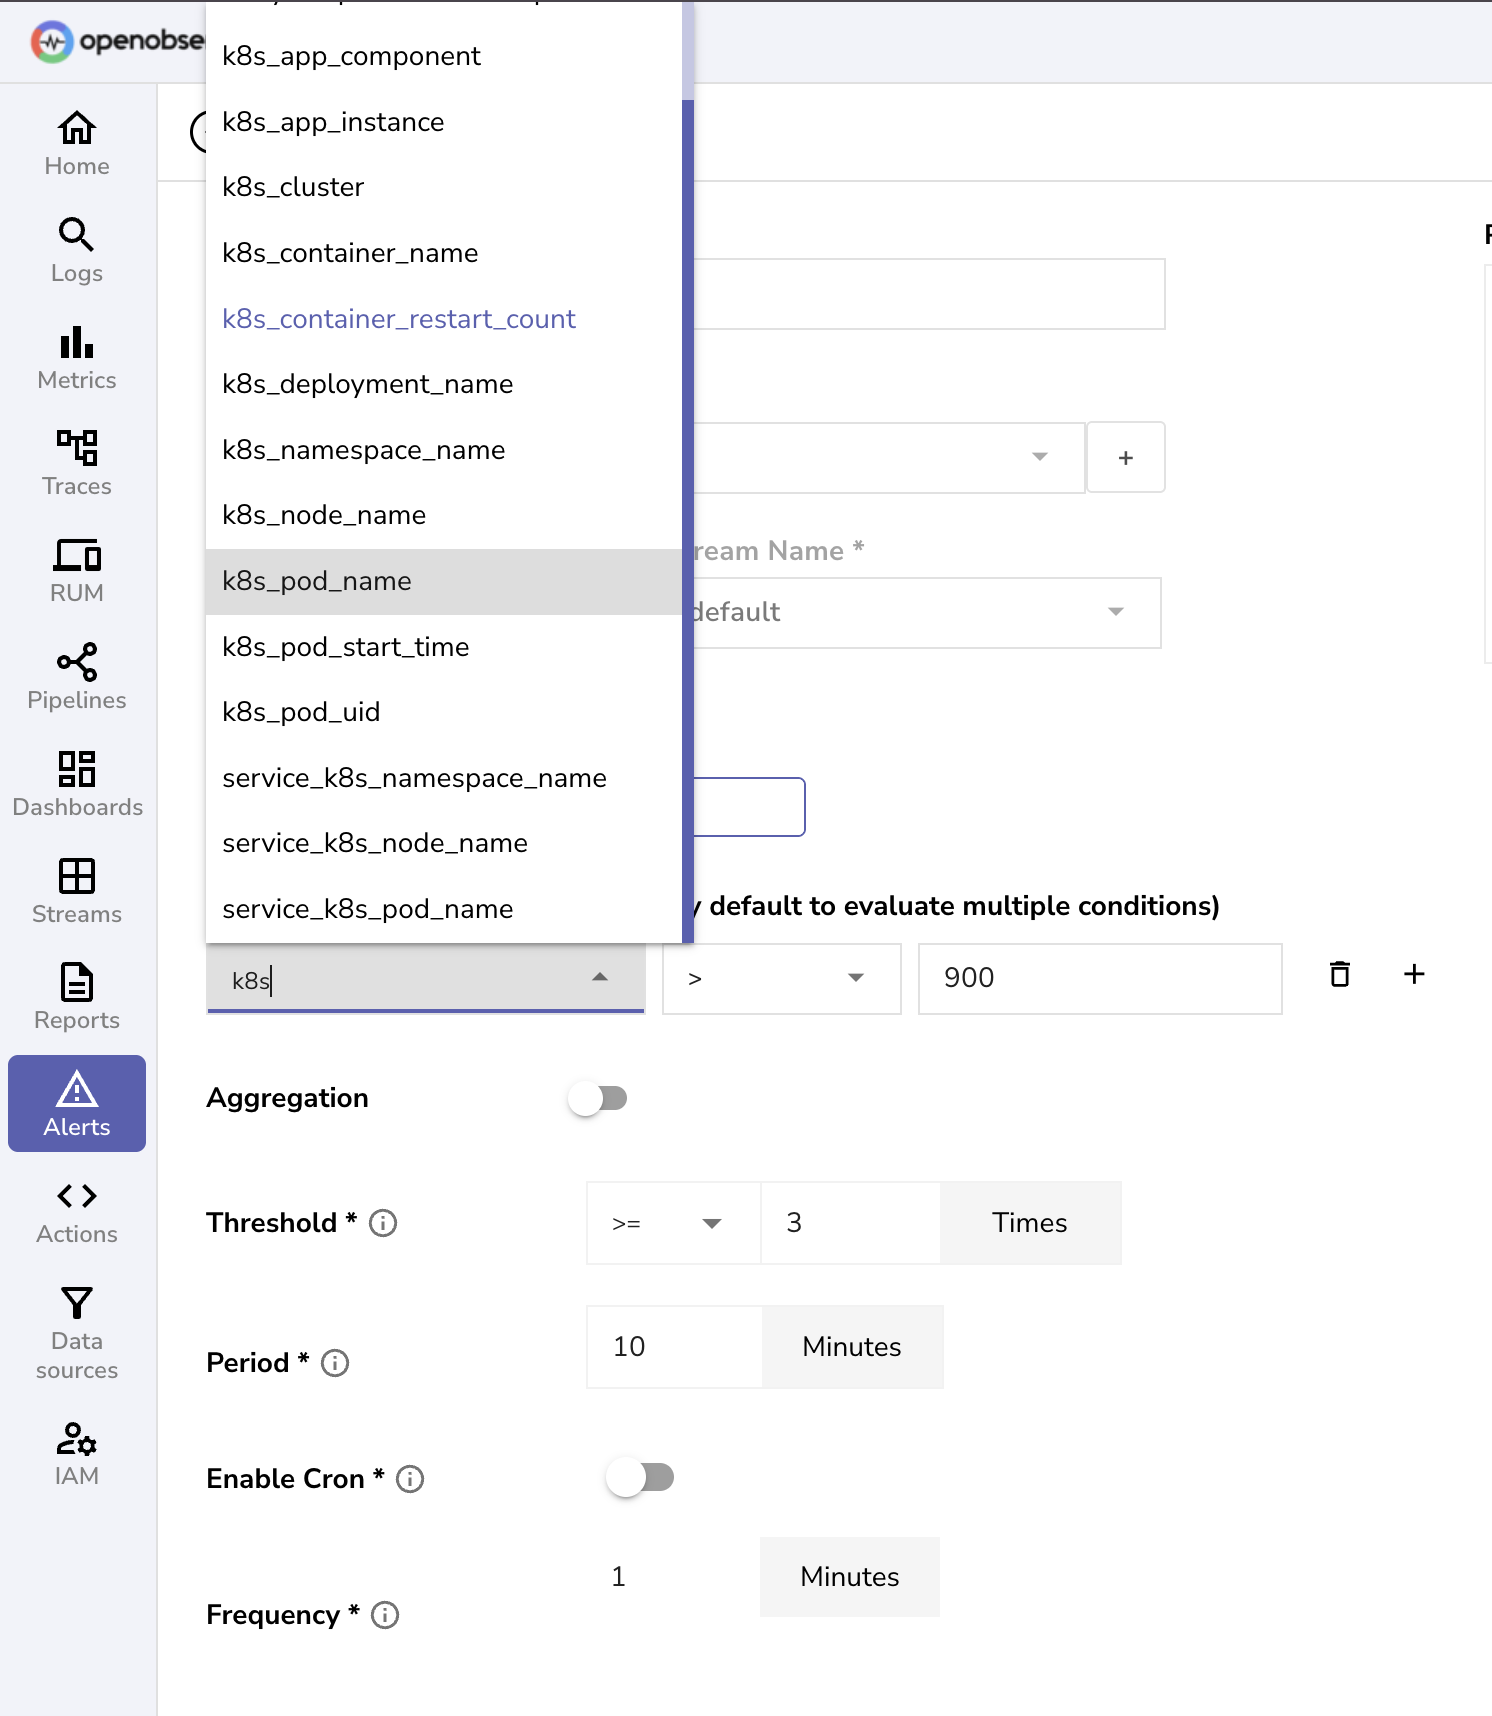 openobse
k8s_app_component
k8s_app_instance
k8s_cluster
k8s_container_name
k8s_container_restart_count
k8s_deployment_name
k8s_namespace_name
k8s_node_name
k8s_pod_name
k8s_pod_start_time
k8s_pod_uid
service_k8s_namespace_name
service_k8s_node_name
service_k8s_pod_name
Home
Logs
Metrics
Traces
RUM
Pipelines
Dashboards
Streams
Reports
Alerts
Actions
Data
sources
IAM
+
ream Name *
default
y default to evaluate multiple conditions)
k8s > 900 +
Aggregation
Threshold * >= 3 Times
Period * 10 Minutes
Enable Cron *
Frequency * 1 Minutes